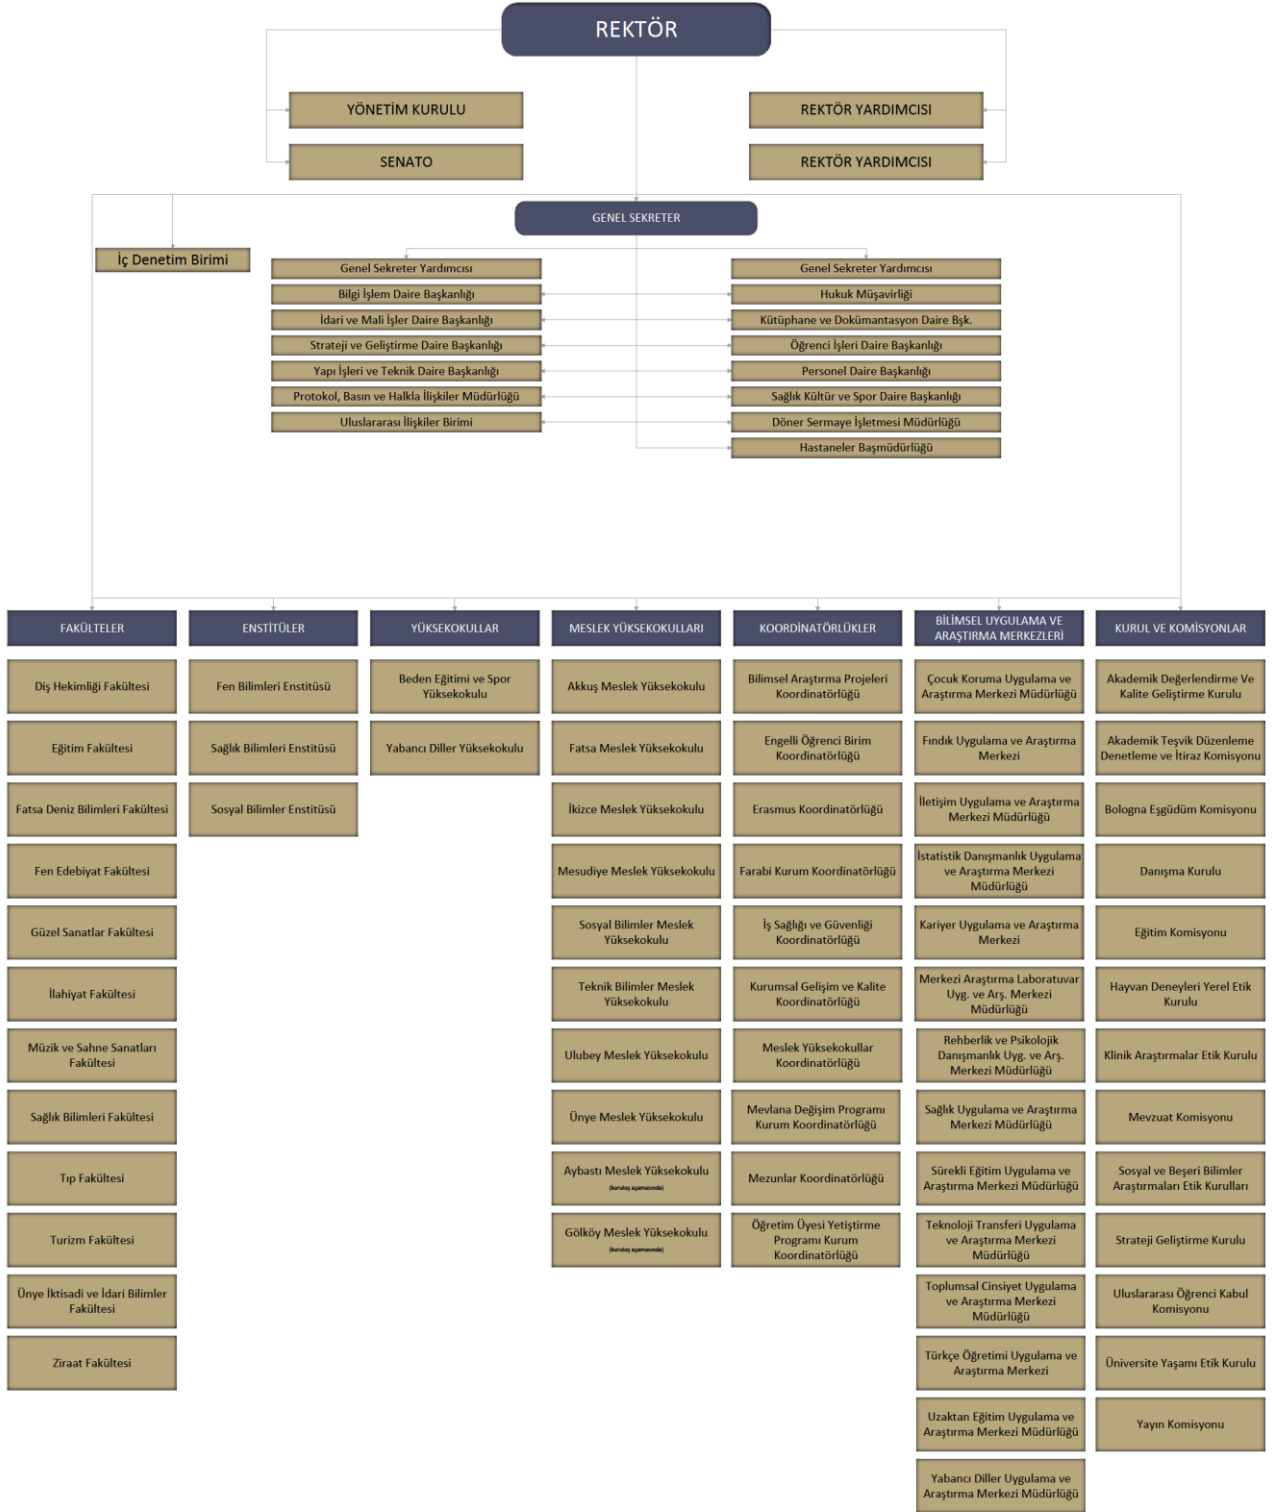 REKTÖR
YÖNETİM KURULU
SENATO
REKTÖR YARDIMCISI
REKTÖR YARDIMCISI
GENEL SEKRETER
İç Denetim Birimi
Genel Sekreter Yardımcısı
Bilgi İşlem Daire Başkanlığı
İdari ve Mali İşler Daire Başkanlığı
Strateji ve Geliştirme Daire Başkanlığı
Yapı İşleri ve Teknik Daire Başkanlığı
Protokol, Basın ve Halkla İlişkiler Müdürlüğü
Uluslararası İlişkiler Birimi
Genel Sekreter Yardımcısı
Hukuk Müşavirliği
Kütüphane ve Dokümantasyon Daire Bşk.
Öğrenci İşleri Daire Başkanlığı
Personel Daire Başkanlığı
Sağlık Kültür ve Spor Daire Başkanlığı
Döner Sermaye İşletmesi Müdürlüğü
Hastaneler Başmüdürlüğü
FAKÜLTELER
Diş Hekimliği Fakültesi
Eğitim Fakültesi
Fatsa Deniz Bilimleri Fakültesi
Fen Edebiyat Fakültesi
Güzel Sanatlar Fakültesi
İlahiyat Fakültesi
Müzik ve Sahne Sanatları
Fakültesi
Sağlık Bilimleri Fakültesi
Tıp Fakültesi
Turizm Fakültesi
Ünye İktisadi ve İdari Bilimler
Fakültesi
Ziraat Fakültesi
ENSTİTÜLER
Fen Bilimleri Enstitüsü
Sağlık Bilimleri Enstitüsü
Sosyal Bilimler Enstitüsü
YÜKSEKOKULLAR
Beden Eğitimi ve Spor
Yüksekokulu
Yabancı Diller Yüksekokulu
MESLEK YÜKSEKOKULLARI
Akkuş Meslek Yüksekokulu
Fatsa Meslek Yüksekokulu
İkizce Meslek Yüksekokulu
Mesudiye Meslek Yüksekokulu
Sosyal Bilimler Meslek
Yüksekokulu
Teknik Bilimler Meslek
Yüksekokulu
Ulubey Meslek Yüksekokulu
Ünye Meslek Yüksekokulu
Aybastı Meslek Yüksekokulu
(kuruluş aşamasında)
Gölköy Meslek Yüksekokulu
(kuruluş aşamasında)
KOORDİNATÖRLÜKLER
Bilimsel Araştırma Projeleri
Koordinatörlüğü
Engelli Öğrenci Birim
Koordinatörlüğü
Erasmus Koordinatörlüğü
Farabi Kurum Koordinatörlüğü
İş Sağlığı ve Güvenliği
Koordinatörlüğü
Kurumsal Gelişim ve Kalite
Koordinatörlüğü
Meslek Yüksekokullar
Koordinatörlüğü
Mevlana Değişim Programı
Kurum Koordinatörlüğü
Mezunlar Koordinatörlüğü
Öğretim Üyesi Yetiştirme
Programı Kurum
Koordinatörlüğü
BİLİMSEL UYGULAMA VE
ARAŞTIRMA MERKEZLERİ
Çocuk Koruma Uygulama ve
Araştırma Merkezi Müdürlüğü
Fındık Uygulama ve Araştırma
Merkezi
İletişim Uygulama ve Araştırma
Merkezi Müdürlüğü
İstatistik Danışmanlık Uygulama
ve Araştırma Merkezi
Müdürlüğü
Kariyer Uygulama ve Araştırma
Merkezi
Merkezi Araştırma Laboratuvar
Uyg. ve Arş. Merkezi
Müdürlüğü
Rehberlik ve Psikolojik
Danışmanlık Uyg. ve Arş.
Merkezi Müdürlüğü
Sağlık Uygulama ve Araştırma
Merkezi Müdürlüğü
Sürekli Eğitim Uygulama ve
Araştırma Merkezi Müdürlüğü
Teknoloji Transferi Uygulama
ve Araştırma Merkezi
Müdürlüğü
Toplumsal Cinsiyet Uygulama
ve Araştırma Merkezi
Müdürlüğü
Türkçe Öğretimi Uygulama ve
Araştırma Merkezi
Uzaktan Eğitim Uygulama ve
Araştırma Merkezi Müdürlüğü
Yabancı Diller Uygulama ve
Araştırma Merkezi Müdürlüğü
KURUL VE KOMİSYONLAR
Akademik Değerlendirme Ve
Kalite Geliştirme Kurulu
Akademik Teşvik Düzenleme
Denetleme ve İtiraz Komisyonu
Bologna Eşgüdüm Komisyonu
Danışma Kurulu
Eğitim Komisyonu
Hayvan Deneyleri Yerel Etik
Kurulu
Klinik Araştırmalar Etik Kurulu
Mevzuat Komisyonu
Sosyal ve Beşeri Bilimler
Araştırmaları Etik Kurulları
Strateji Geliştirme Kurulu
Uluslararası Öğrenci Kabul
Komisyonu
Üniversite Yaşamı Etik Kurulu
Yayın Komisyonu